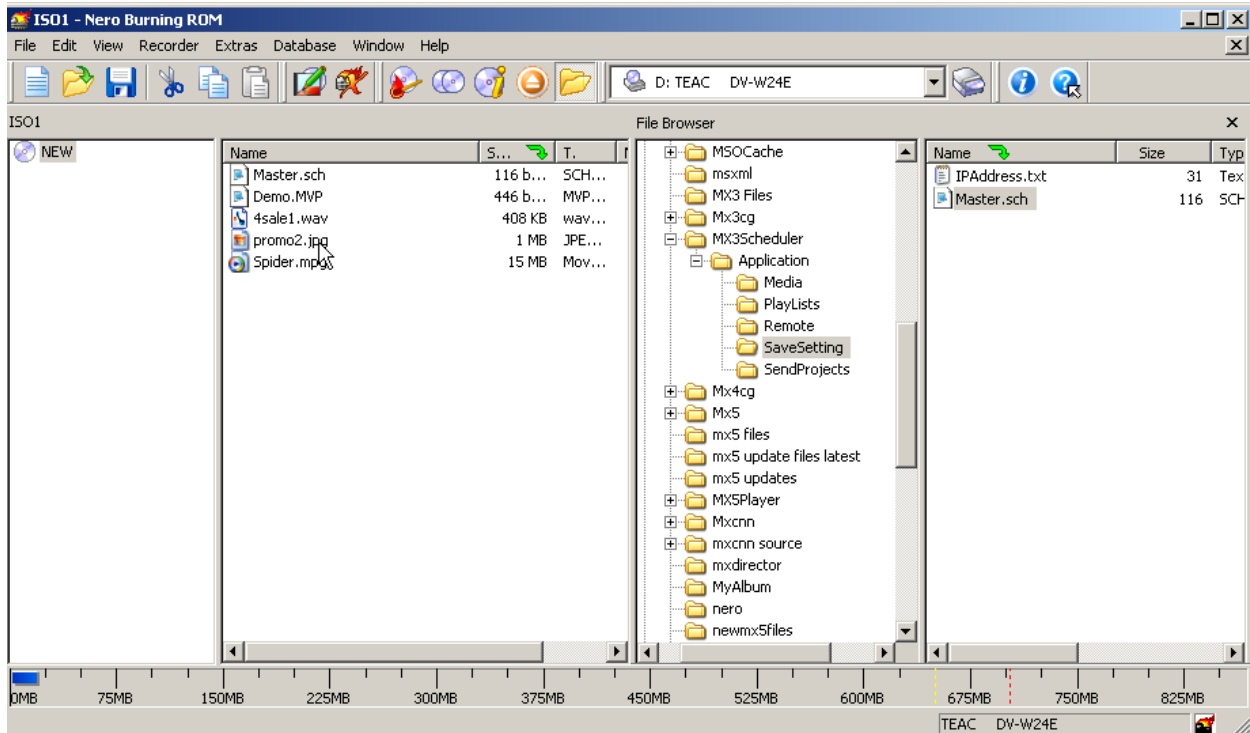 ISO1 - Nero Burning ROM
File Edit View Recorder Extras Database Window Help
D: TEAC DV-W24E
ISO1
NEW
Name S... T.
Master.sch 116 b... SCH...
Demo.MVP 446 b... MVP...
4sale1.wav 408 KB wav...
promo2.jpg 1 MB JPE...
Spider.mpg 15 MB Mov...
File Browser
MSOCache
msxml
MX3 Files
Mx3cg
MX3Scheduler
Application
Media
PlayLists
Remote
SaveSetting
SendProjects
Mx4cg
Mx5
mx5 files
mx5 update files latest
mx5 updates
MX5Player
Mxcnn
mxcnn source
mxdirector
MyAlbum
nero
newmx5files
Name Size Typ
IPAddress.txt 31 Tex
Master.sch 116 SCH
0MB 75MB 150MB 225MB 300MB 375MB 450MB 525MB 600MB 675MB 750MB 825MB
TEAC DV-W24E